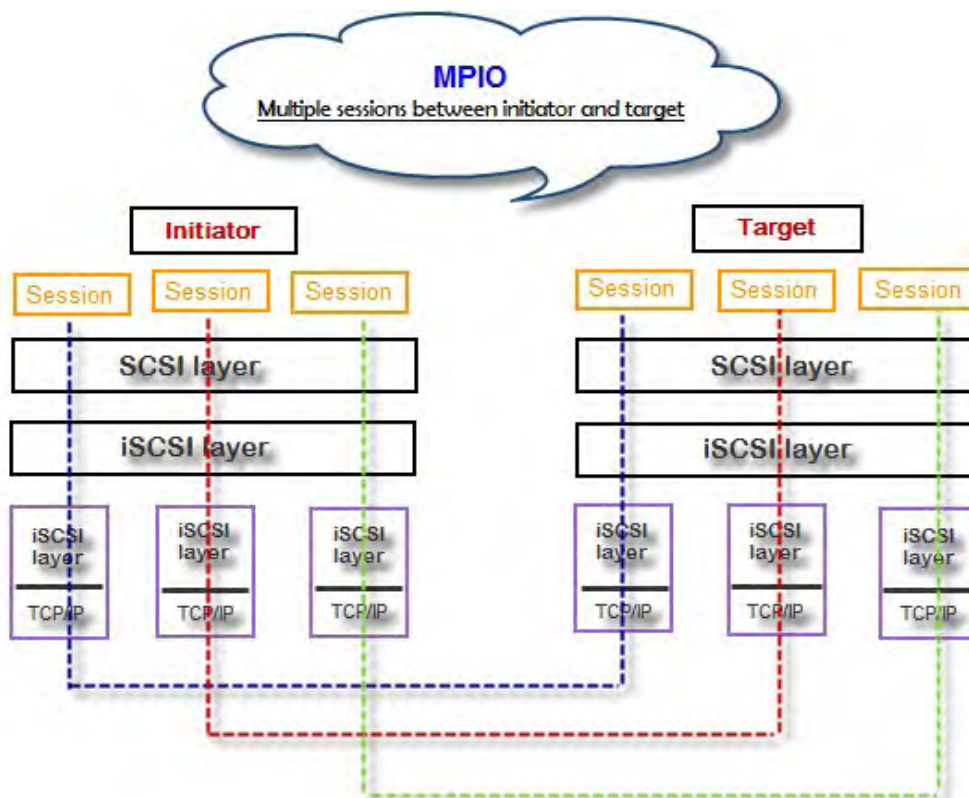 MPIO
Multiple sessions between initiator and target
Initiator
Target
Session
Session
Session
Session
Session
Session
SCSI layer
SCSI layer
iSCSI layer
iSCSI layer
iSCSI
layer
TCP/IP
iSCSI
layer
TCP/IP
iSCSI
layer
TCP/IP
iSCSI
layer
TCP/IP
iSCSI
layer
TCP/IP
iSCSI
layer
TCP/IP